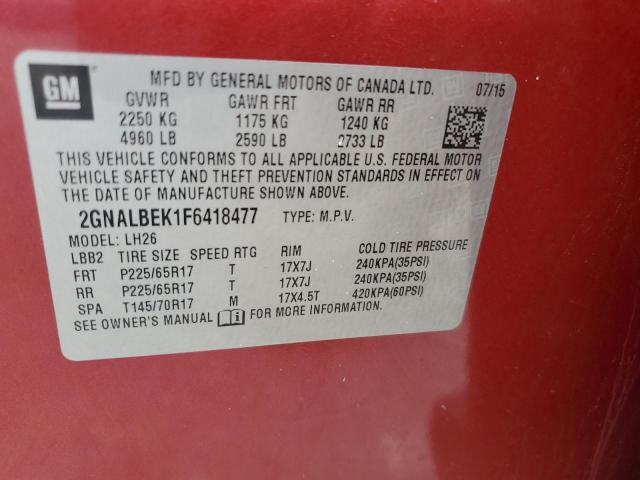 GM
MFD BY GENERAL MOTORS OF CANADA LTD. 07/15
GVWR GAWR FRT GAWR RR
2250 KG 1175 KG 1240 KG
4960 LB 2590 LB 2733 LB
THIS VEHICLE CONFORMS TO ALL APPLICABLE U.S. FEDERAL MOTOR
VEHICLE SAFETY AND THEFT PREVENTION STANDARDS IN EFFECT ON
THE DATE OF MANUFACTURE SHOWN ABOVE.
2GNALBEK1F6418477 TYPE: M.P.V.
MODEL: LH26
LBB2 TIRE SIZE SPEED RTG RIM COLD TIRE PRESSURE
FRT P225/65R17 T 17X7J 240KPA(35PSI)
RR P225/65R17 T 17X7J 240KPA(35PSI)
SPA T145/70R17 M 17X4.5T 420KPA(60PSI)
SEE OWNER'S MANUAL FOR MORE INFORMATION.